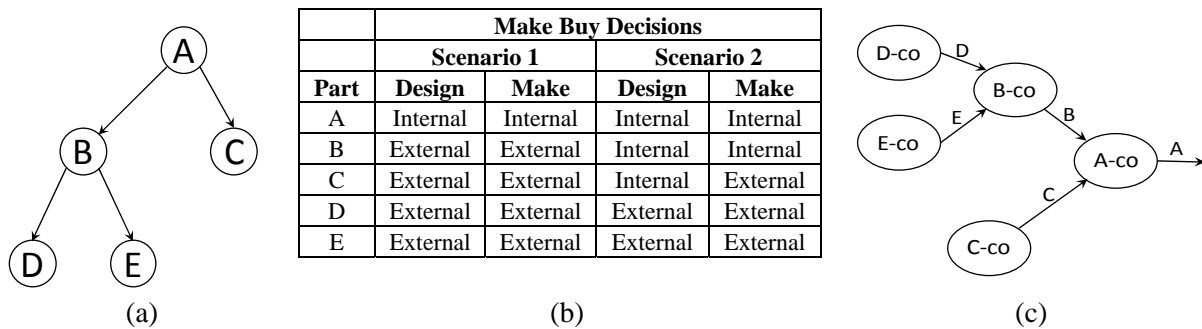 A
B
C
D
E
(a)
Make Buy Decisions
Scenario 1 Scenario 2
Part Design Make Design Make
A Internal Internal Internal Internal
B External External Internal Internal
C External External Internal External
D External External External External
E External External External External
(b)
D-co
D
B-co
E
E-co
B
A-co
A
C
C-co
(c)